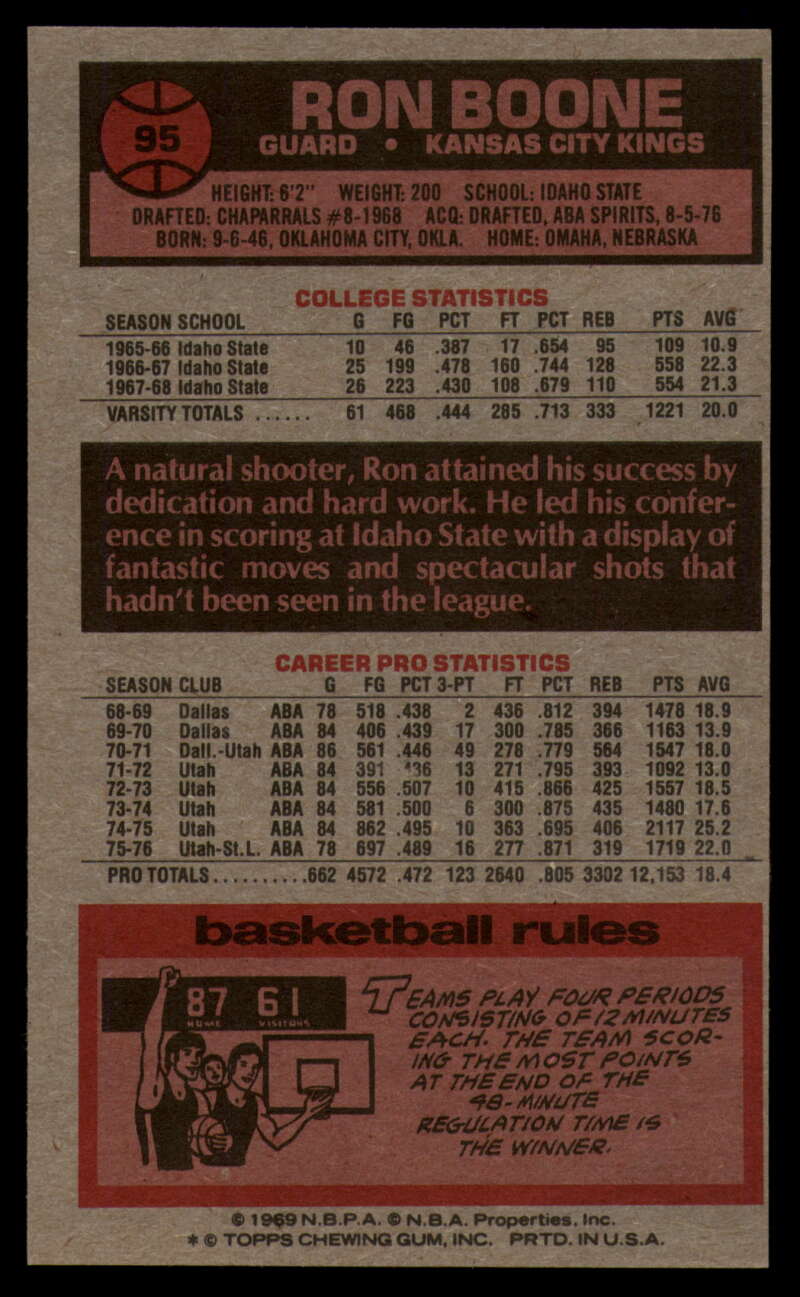 95
RON BOONE
GUARD • KANSAS CITY KINGS
HEIGHT: 6'2" WEIGHT: 200 SCHOOL: IDAHO STATE
DRAFTED: CHAPARRALS #8-1968 ACQ: DRAFTED, ABA SPIRITS, 8-5-76
BORN: 9-6-46, OKLAHOMA CITY, OKLA. HOME: OMAHA, NEBRASKA
COLLEGE STATISTICS
SEASON SCHOOL G FG PCT FT PCT REB PTS AVG
1965-66 Idaho State 10 46 .387 17 .654 95 109 10.9
1966-67 Idaho State 25 199 .478 160 .744 128 558 22.3
1967-68 Idaho State 26 223 .430 108 .679 110 554 21.3
VARSITY TOTALS ...... 61 468 .444 285 .713 333 1221 20.0
A natural shooter, Ron attained his success by
dedication and hard work. He led his confer-
ence in scoring at Idaho State with a display of
fantastic moves and spectacular shots that
hadn't been seen in the league.
CAREER PRO STATISTICS
SEASON CLUB G FG PCT 3-PT FT PCT REB PTS AVG
68-69 Dallas ABA 78 518 .438 2 436 .812 394 1478 18.9
69-70 Dallas ABA 84 406 .439 17 300 .785 366 1163 13.9
70-71 Dall.-Utah ABA 86 561 .446 49 278 .779 564 1547 18.0
71-72 Utah ABA 84 391 13 271 .795 393 1092 13.0
72-73 Utah ABA 84 556 .507 10 415 .866 425 1557 18.5
73-74 Utah ABA 84 581 .500 6 300 .875 435 1480 17.6
74-75 Utah ABA 84 862 .495 10 363 .695 406 2117 25.2
75-76 Utah-St.L. ABA 78 697 .489 16 277 .871 319 1719 22.0
PRO TOTALS..........662 4572 .472 123 2640 .805 3302 12,153 18.4
basketball rules
87 61
HOME VISITORS
TEAMS PLAY FOUR PERIODS
CONSISTING OF 12 MINUTES
EACH. THE TEAM SCOR-
ING THE MOST POINTS
AT THE END OF THE
48-MINUTE
REGULATION TIME IS
THE WINNER.
© 1969 N.B.P.A. © N.B.A. Properties, Inc.
* © TOPPS CHEWING GUM, INC. PRTD. IN U.S.A.